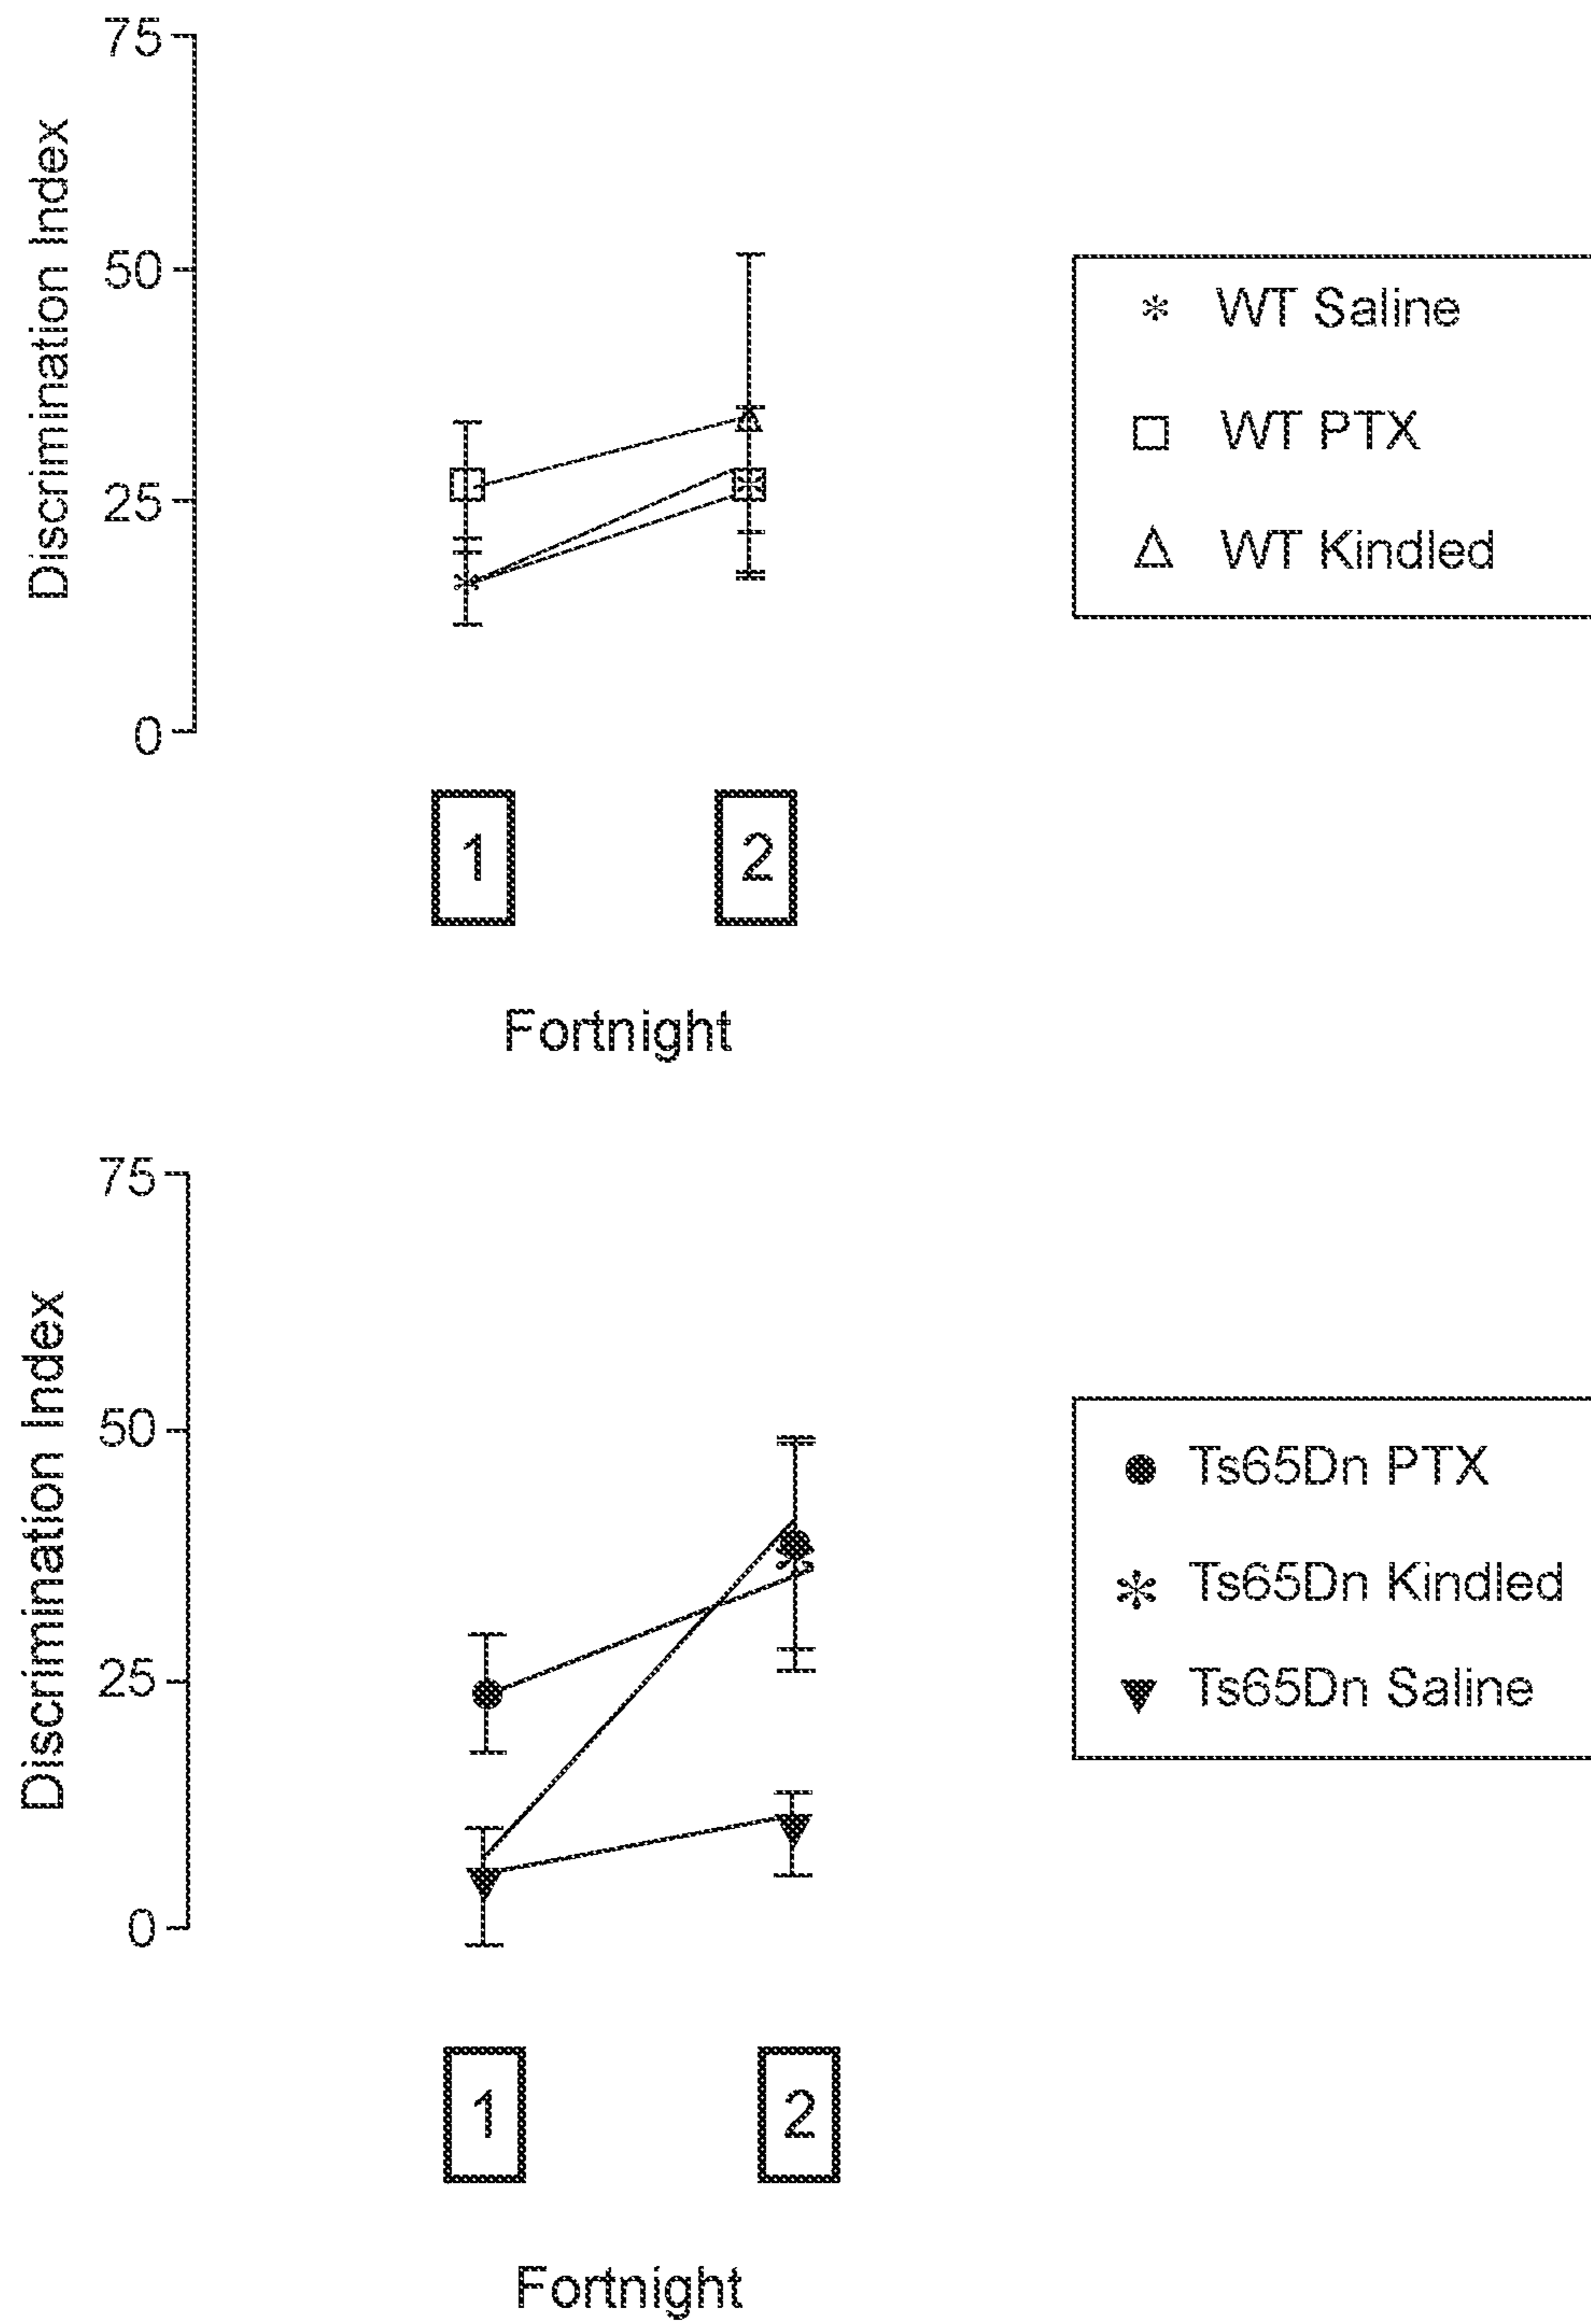 75
50
25
0
Discrimination Index
* WT Saline
□ WT PTX
△ WT Kindled
1 2
Fortnight
75
50
25
0
Discrimination Index
● Ts65Dn PTX
* Ts65Dn Kindled
▼ Ts65Dn Saline
1 2
Fortnight